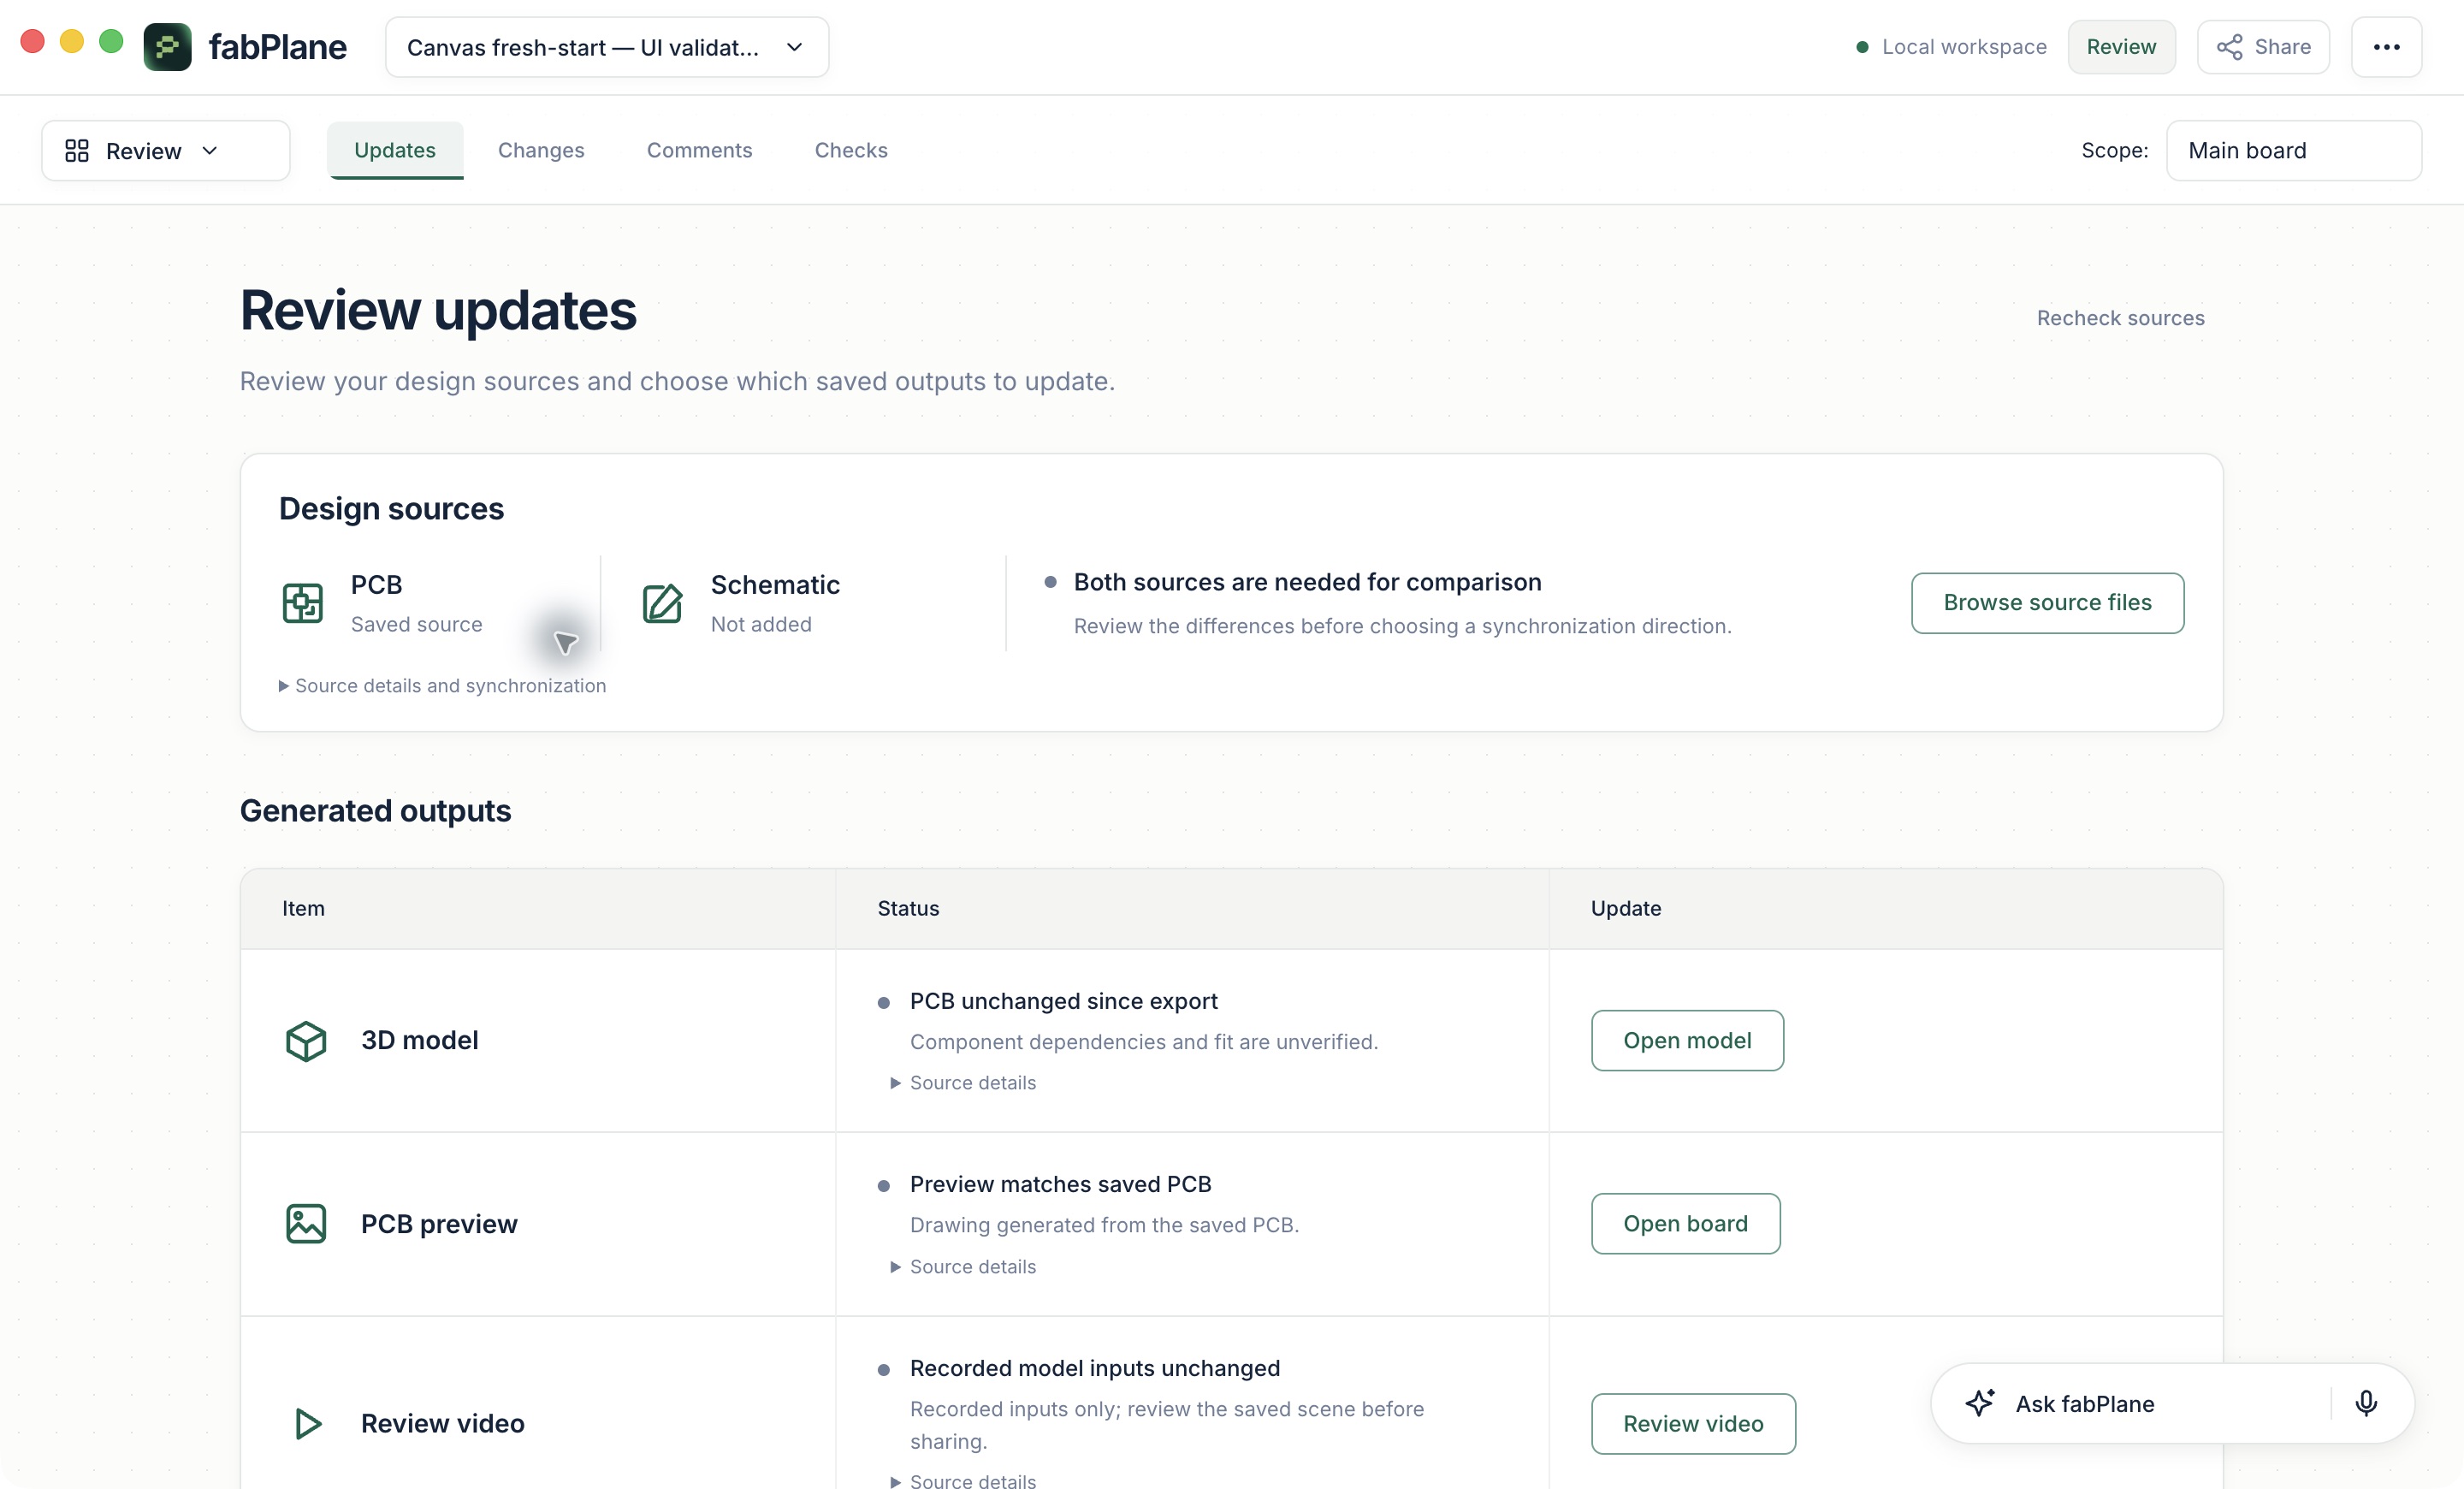 fabPlane
Canvas fresh-start — UI validat...
Local workspace
Review
Share
Review
Updates
Changes
Comments
Checks
Scope:
Main board
Review updates
Recheck sources
Review your design sources and choose which saved outputs to update.
Design sources
PCB
Saved source
Schematic
Not added
Both sources are needed for comparison
Review the differences before choosing a synchronization direction.
Browse source files
Source details and synchronization
Generated outputs
Item
Status
Update
3D model
PCB unchanged since export
Component dependencies and fit are unverified.
Source details
Open model
PCB preview
Preview matches saved PCB
Drawing generated from the saved PCB.
Source details
Open board
Review video
Recorded model inputs unchanged
Recorded inputs only; review the saved scene before
sharing.
Source details
Review video
Ask fabPlane